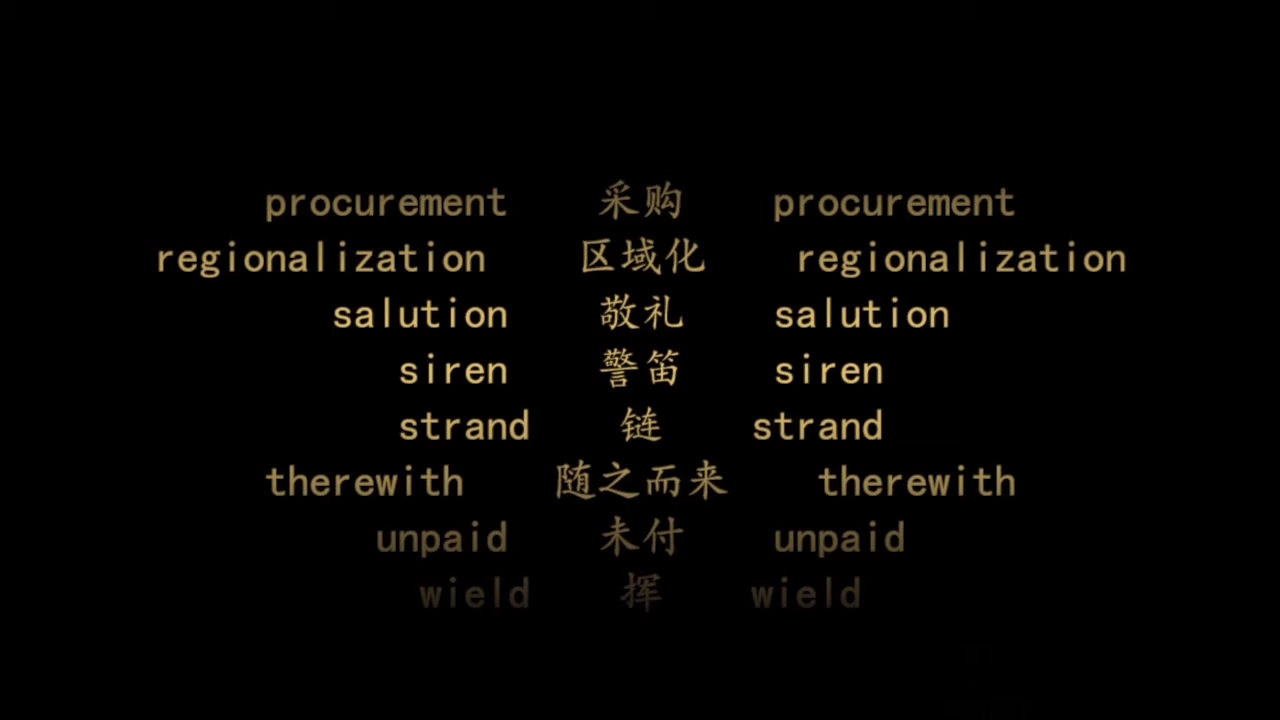 procurement 采购 procurement
regionalization 区域化 regionalization
salution 敬礼 salution
siren 警笛 siren
strand 链 strand
therewith 随之而来 therewith
unpaid 未付 unpaid
wield 挥 wield